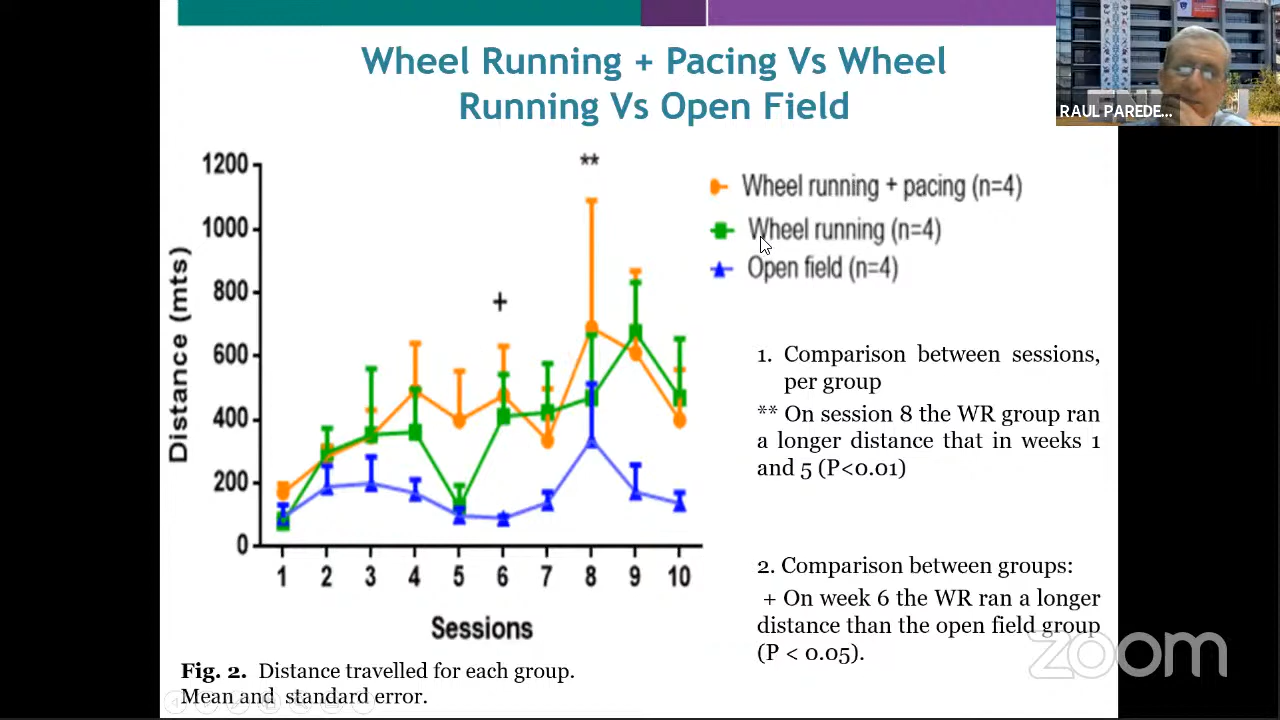 Wheel Running + Pacing Vs Wheel
Running Vs Open Field
RAUL PAREDE...
1200
1000
800
600
400
200
0
Distance (mts)
**
+
1 2 3 4 5 6 7 8 9 10
Sessions
Wheel running + pacing (n=4)
Wheel running (n=4)
Open field (n=4)
1. Comparison between sessions,
per group
** On session 8 the WR group ran
a longer distance that in weeks 1
and 5 (P<0.01)
2. Comparison between groups:
+ On week 6 the WR ran a longer
distance than the open field group
(P < 0.05).
Fig. 2. Distance travelled for each group.
Mean and standard error.
zoom